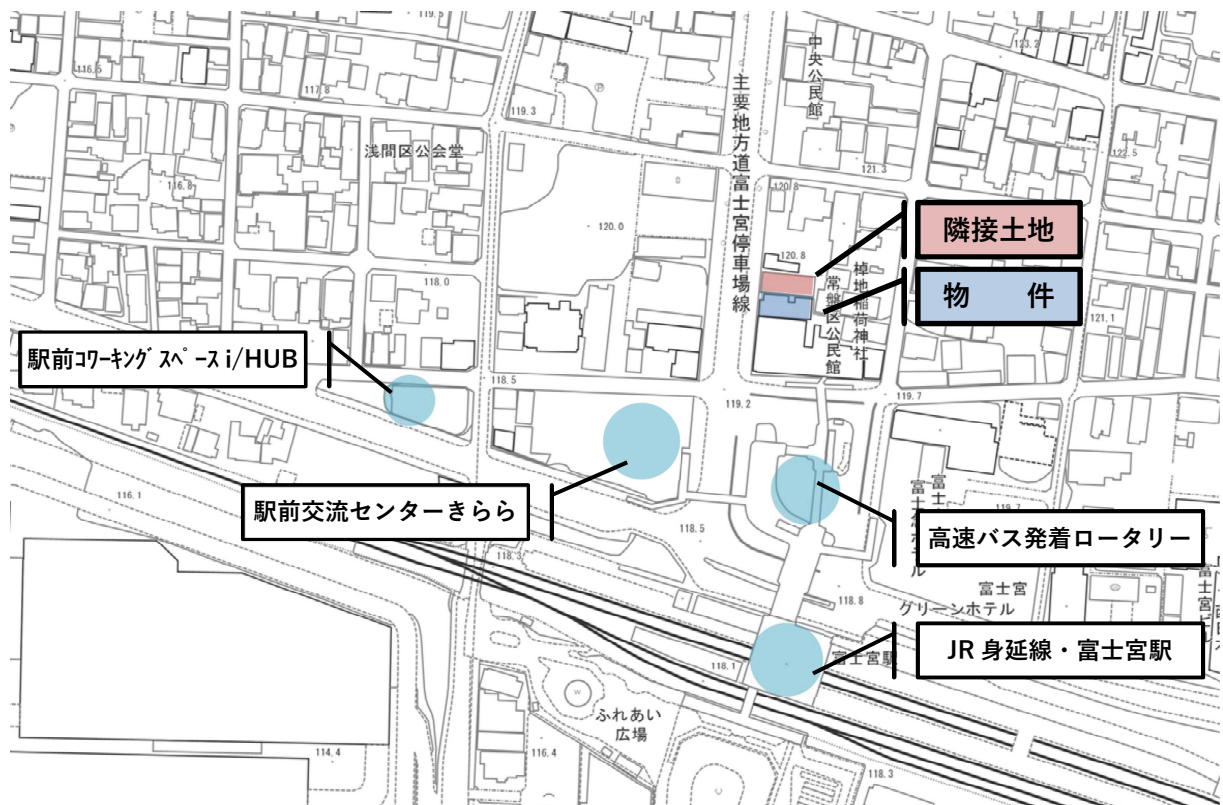 119.5
中央公民館
123.2
116.5
117.8
119.3
主要地方道富士宮停車場線
浅間区公会堂
122.5
121.3
116.8
120.8
隣接土地
120.0
120.8
棹地稲荷神社
118.0
常盤区公民館
物 件
121.1
駅前コワーキングスペースi/HUB
118.5
119.7
119.2
116.1
駅前交流センターきらら
118.5
119.7
118.3
高速バス発着ロータリー
富士宮
グリーンホテル
118.8
JR身延線・富士宮駅
富士宮駅
118.1
ふれあい
広場
114.4
116.4
118.3